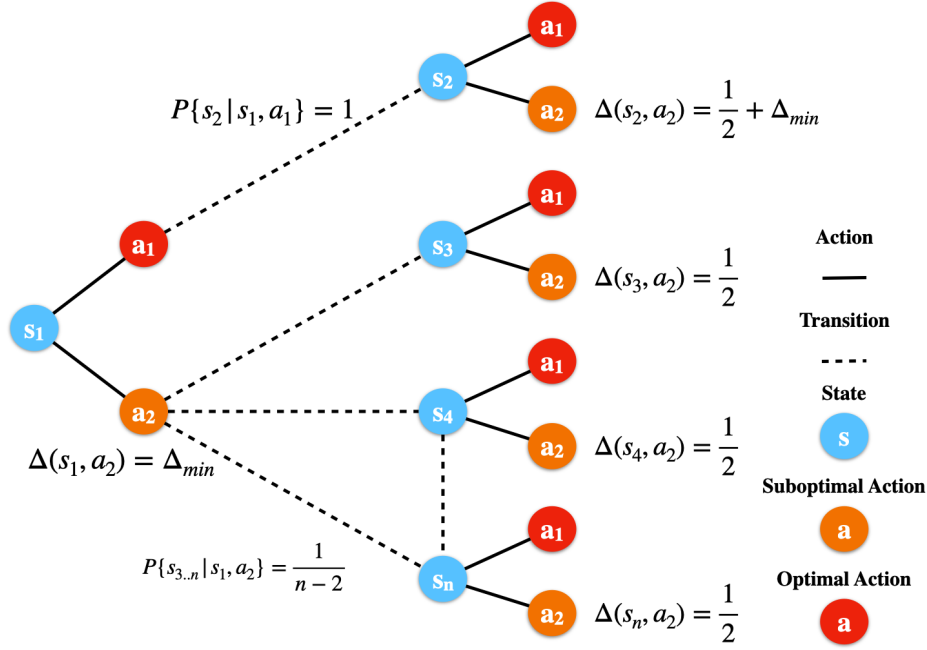 a₁
s₂
P{s₂|s₁, a₁} = 1
a₂
Δ(s₂, a₂) = 1/2 + Δ_min
a₁
a₁
s₃
Action
a₂
Δ(s₃, a₂) = 1/2
s₁
Transition
a₁
State
a₂
s₄
s
a₂
Δ(s₄, a₂) = 1/2
Δ(s₁, a₂) = Δ_min
Suboptimal Action
a₁
a
P{s₃..ₙ|s₁, a₂} = 1/(n − 2)
sₙ
Optimal Action
a₂
Δ(sₙ, a₂) = 1/2
a